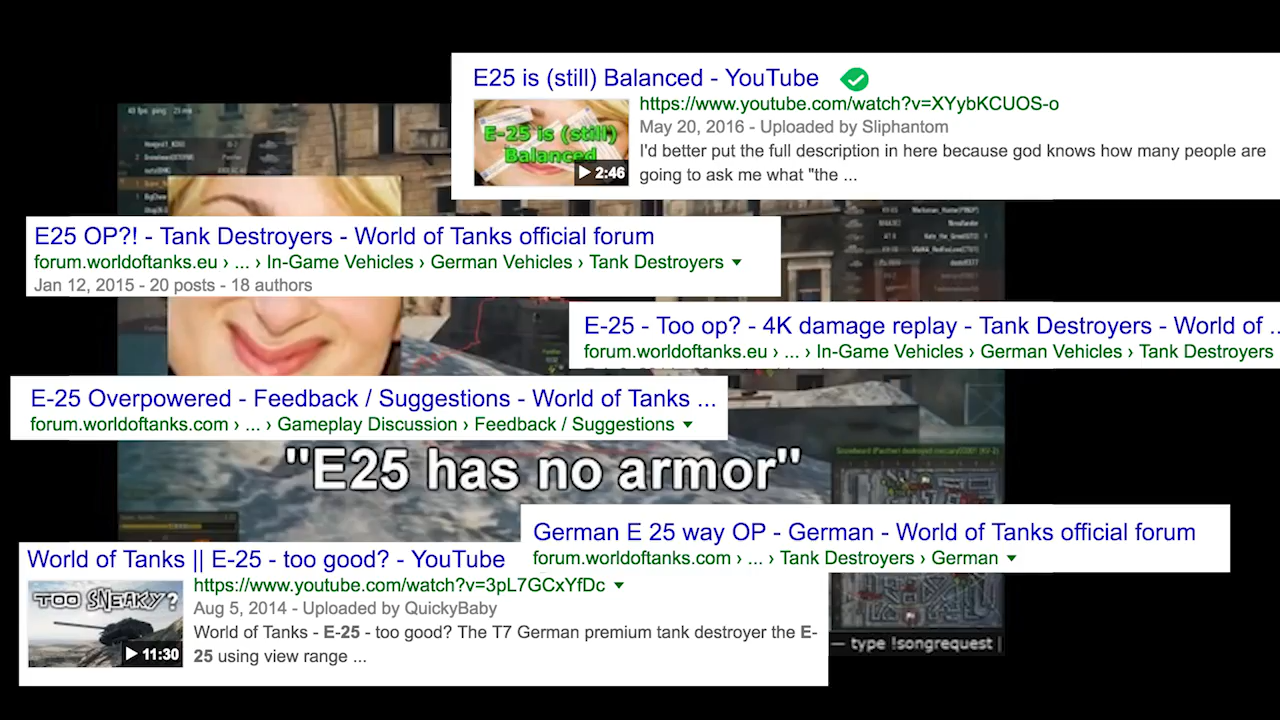 E25 is (still) Balanced - YouTube
https://www.youtube.com/watch?v=XYybKCUOS-o
May 20, 2016 - Uploaded by Sliphantom
I'd better put the full description in here because god knows how many people are
going to ask me what "the ...
E-25 is (still)
Balanced
2:46
E25 OP?! - Tank Destroyers - World of Tanks official forum
forum.worldoftanks.eu › ... › In-Game Vehicles › German Vehicles › Tank Destroyers
Jan 12, 2015 - 20 posts - 18 authors
E-25 - Too op? - 4K damage replay - Tank Destroyers - World of ...
forum.worldoftanks.eu › ... › In-Game Vehicles › German Vehicles › Tank Destroyers
E-25 Overpowered - Feedback / Suggestions - World of Tanks ...
forum.worldoftanks.com › ... › Gameplay Discussion › Feedback / Suggestions
"E25 has no armor"
German E 25 way OP - German - World of Tanks official forum
forum.worldoftanks.com › ... › Tank Destroyers › German
World of Tanks || E-25 - too good? - YouTube
https://www.youtube.com/watch?v=3pL7GCxYfDc
Aug 5, 2014 - Uploaded by QuickyBaby
World of Tanks - E-25 - too good? The T7 German premium tank destroyer the E-
25 using view range ...
TOO SNEAKY?
11:30
— type !songrequest